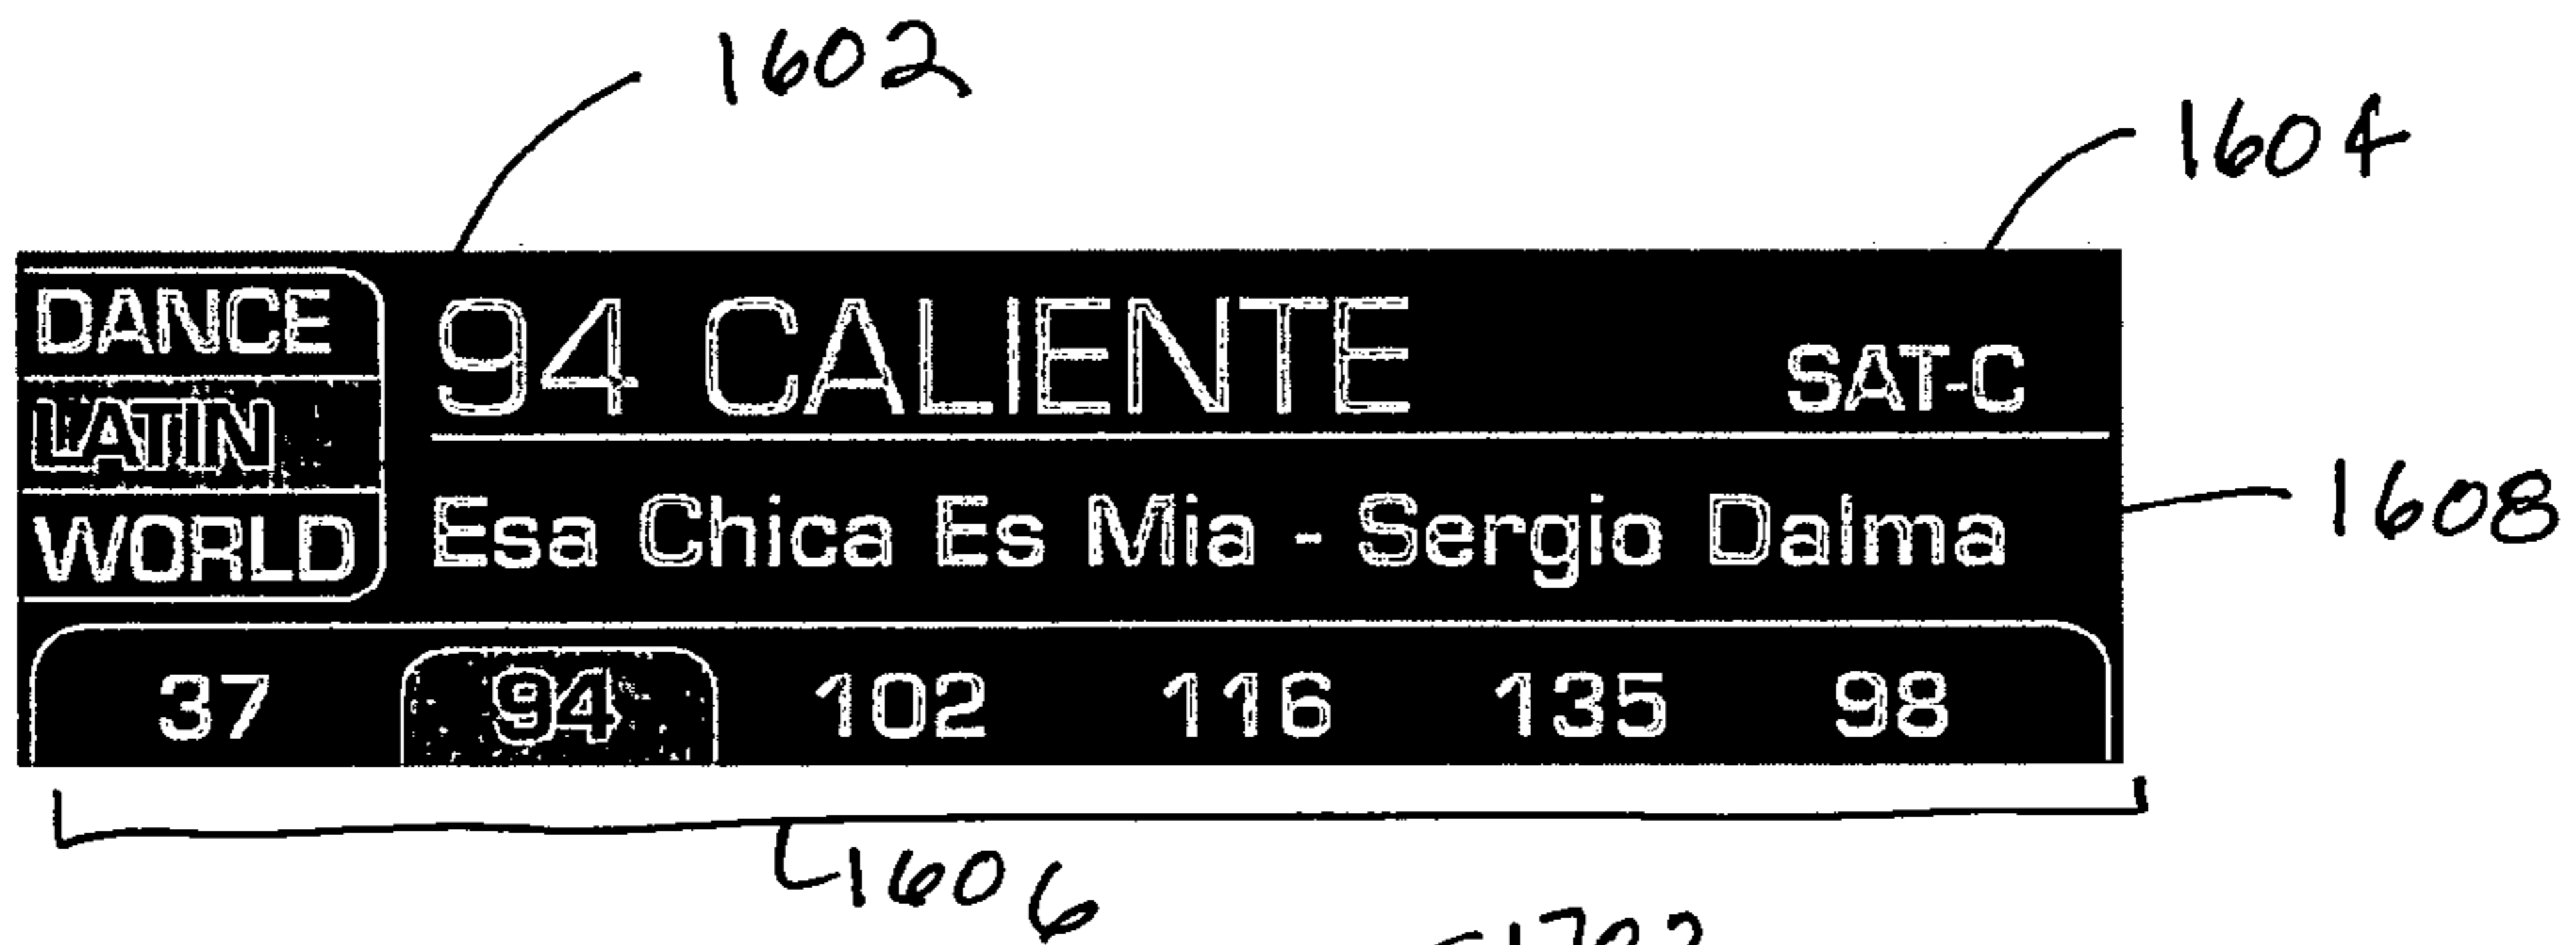 1602
1604
DANCE
94 CALIENTE
SAT-C
LATIN
Esa Chica Es Mia - Sergio Dalma
1608
WORLD
37 94 102 116 135 98
1606